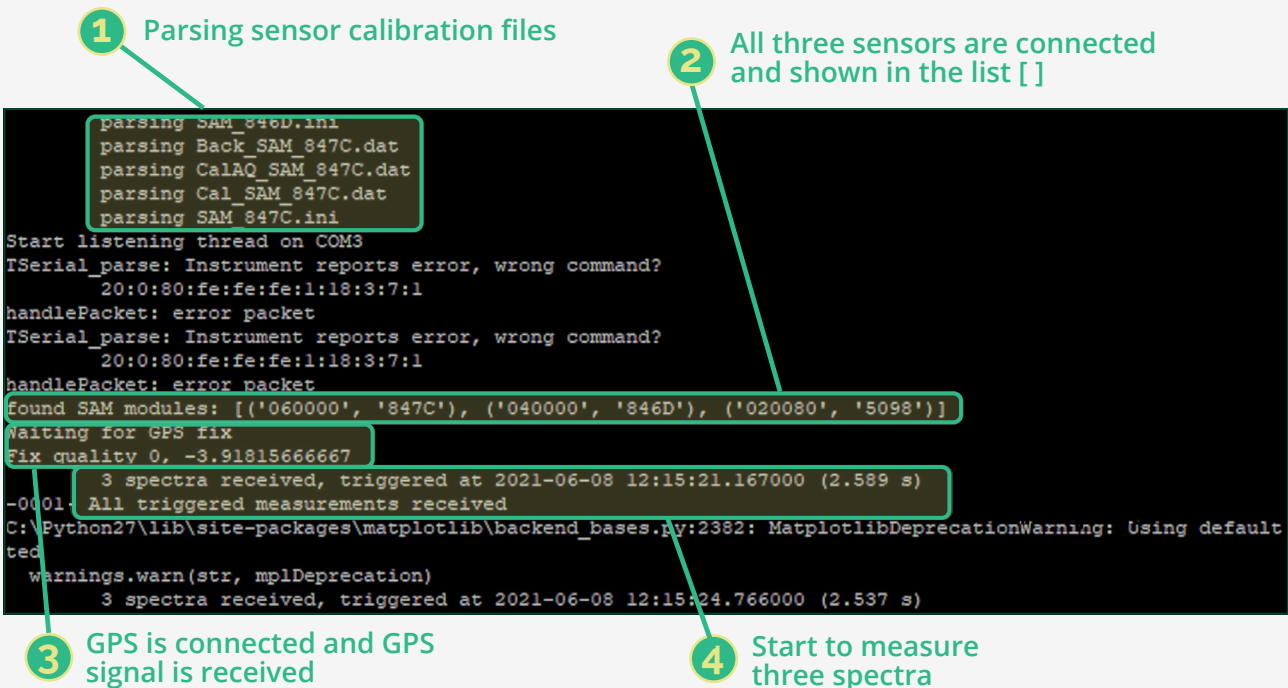 1 Parsing sensor calibration files
2 All three sensors are connected
and shown in the list [ ]
parsing SAM_846D.ini
parsing Back_SAM_847C.dat
parsing CalAQ_SAM_847C.dat
parsing Cal_SAM_847C.dat
parsing SAM_847C.ini
Start listening thread on COM3
TSerial_parse: Instrument reports error, wrong command?
20:0:80:fe:fe:fe:1:18:3:7:1
handlePacket: error packet
TSerial_parse: Instrument reports error, wrong command?
20:0:80:fe:fe:fe:1:18:3:7:1
handlePacket: error packet
found SAM modules: [('060000', '847C'), ('040000', '846D'), ('020080', '5098')]
Waiting for GPS fix
Fix quality 0, -3.91815666667
3 spectra received, triggered at 2021-06-08 12:15:21.167000 (2.589 s)
-0001- All triggered measurements received
C:\Python27\lib\site-packages\matplotlib\backend_bases.py:2382: MatplotlibDeprecationWarning: Using default
ted
warnings.warn(str, mplDeprecation)
3 spectra received, triggered at 2021-06-08 12:15:24.766000 (2.537 s)
3 GPS is connected and GPS
signal is received
4 Start to measure
three spectra